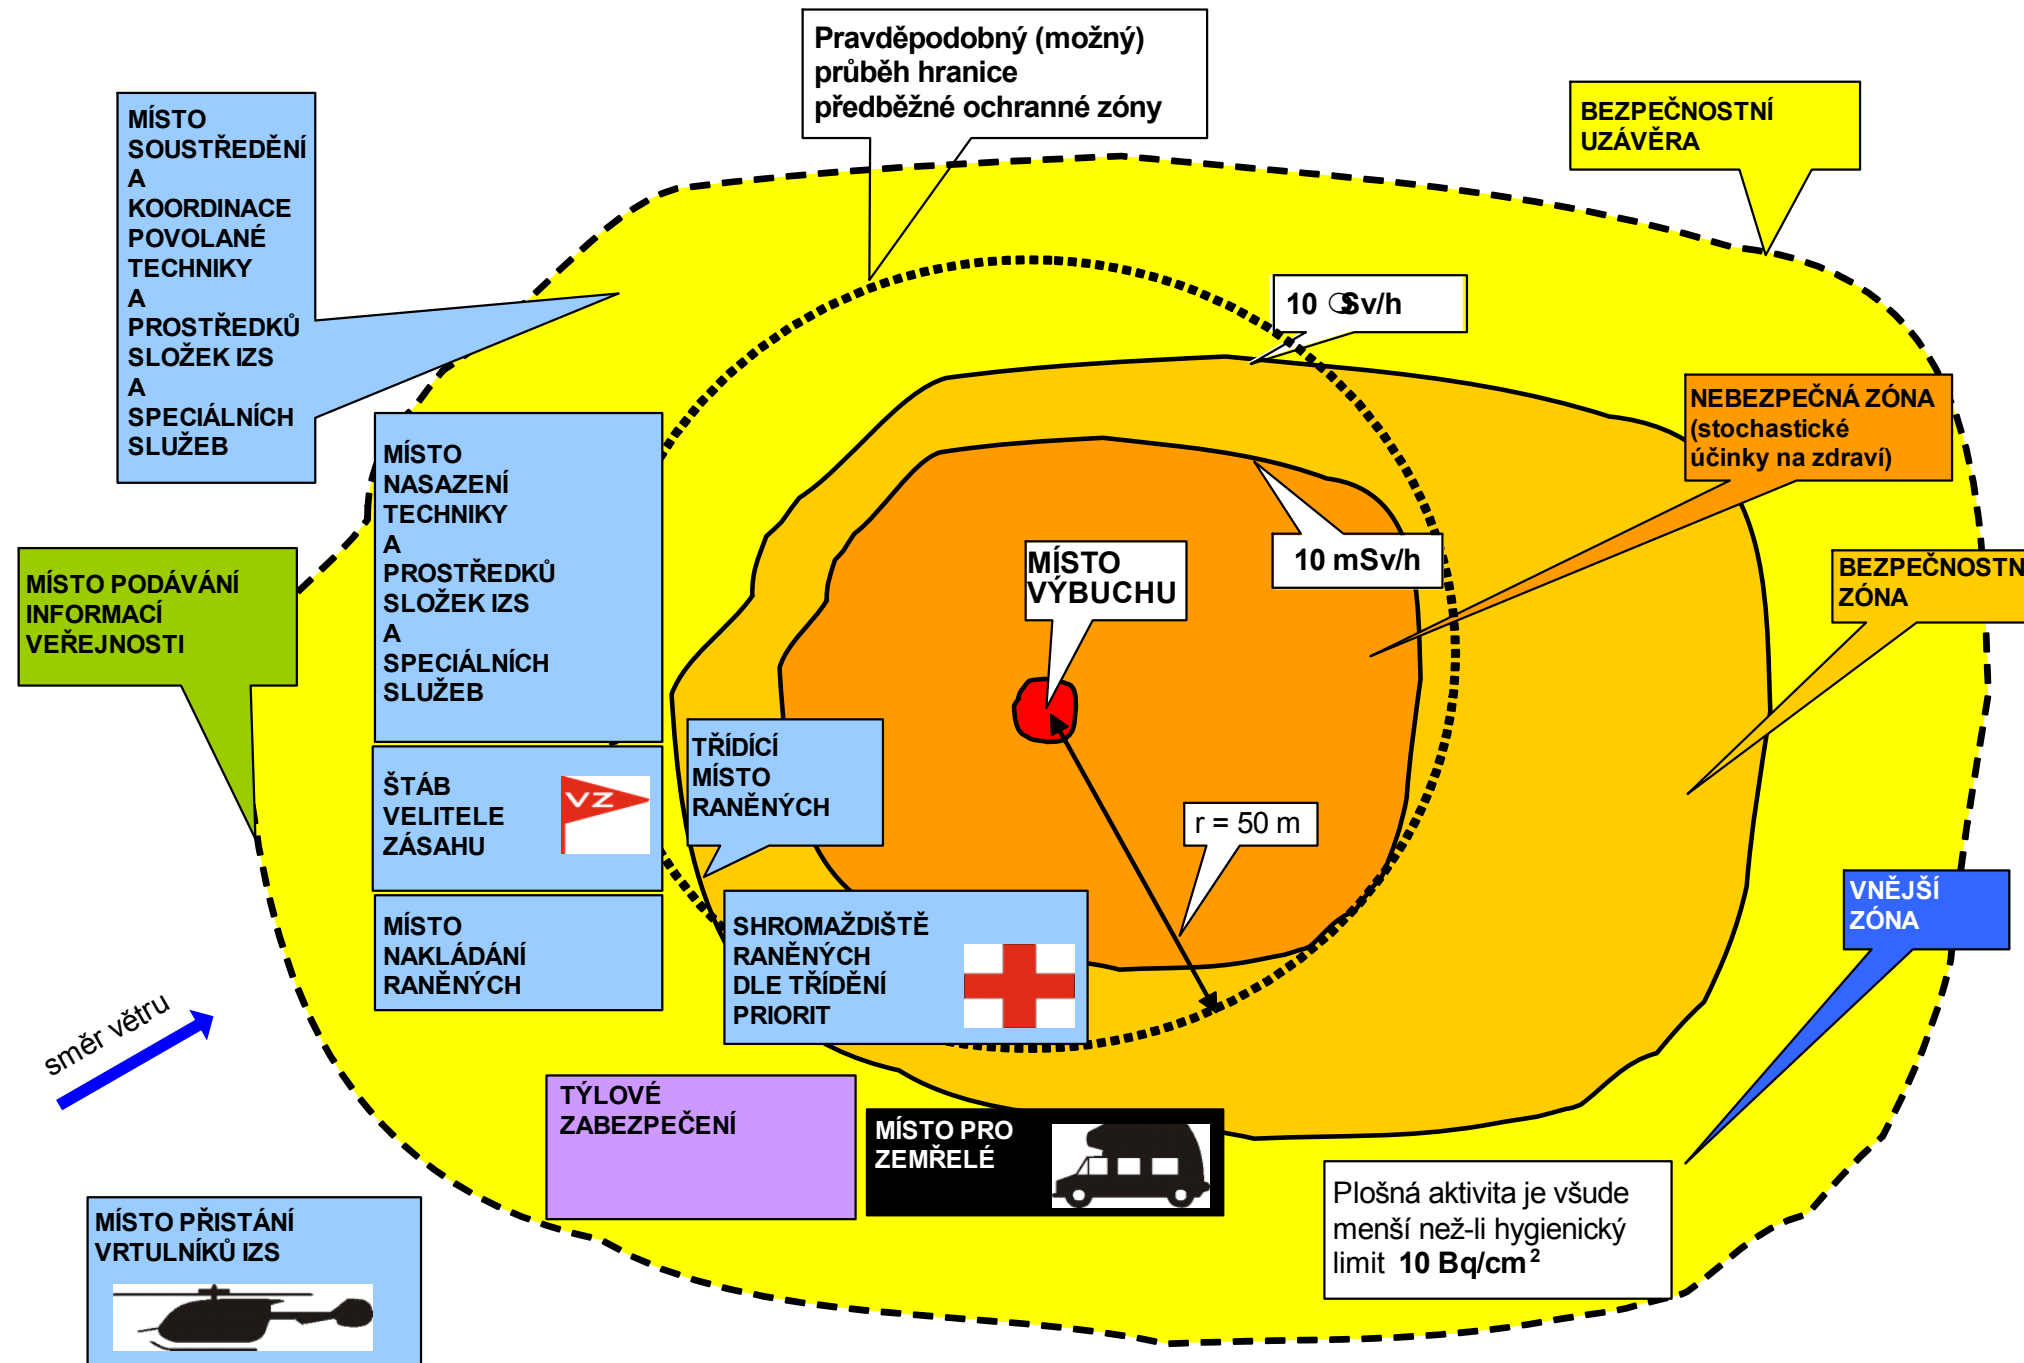 Pravděpodobný (možný)
průběh hranice
předběžné ochranné zóny
BEZPEČNOSTNÍ
UZÁVĚRA
MÍSTO
SOUSTŘEDĚNÍ
A
KOORDINACE
POVOLANÉ
TECHNIKY
A
PROSTŘEDKŮ
SLOŽEK IZS
A
SPECIÁLNÍCH
SLUŽEB
10 Sv/h
NEBEZPEČNÁ ZÓNA
(stochastické
účinky na zdraví)
MÍSTO
NASAZENÍ
TECHNIKY
A
PROSTŘEDKŮ
SLOŽEK IZS
A
SPECIÁLNÍCH
SLUŽEB
10 mSv/h
MÍSTO
VÝBUCHU
BEZPEČNOSTN
ZÓNA
MÍSTO PODÁVÁNÍ
INFORMACÍ
VEŘEJNOSTI
TŘÍDÍCÍ
MÍSTO
RANĚNÝCH
ŠTÁB
VELITELE
ZÁSAHU
VZ
r = 50 m
VNĚJŠÍ
ZÓNA
MÍSTO
NAKLÁDÁNÍ
RANĚNÝCH
SHROMAŽDIŠTĚ
RANĚNÝCH
DLE TŘÍDĚNÍ
PRIORIT
směr větru
TÝLOVÉ
ZABEZPEČENÍ
MÍSTO PRO
ZEMŘELÉ
Plošná aktivita je všude
menší než-li hygienický
limit 10 Bq/cm²
MÍSTO PŘISTÁNÍ
VRTULNÍKŮ IZS